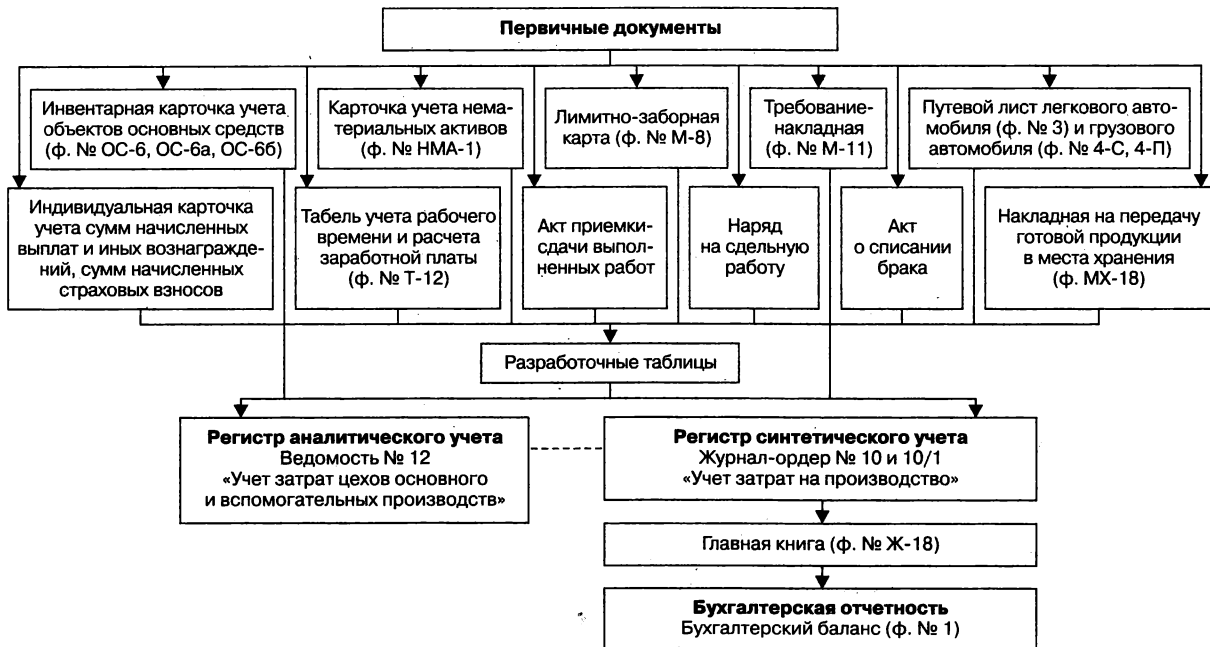 Первичные документы
Инвентарная карточка учета
объектов основных средств
(ф. № ОС-6, ОС-6а, ОС-6б)
Карточка учета нема-
териальных активов
(ф. № НМА-1)
Лимитно-заборная
карта (ф. № М-8)
Требование-
накладная
(ф. № М-11)
Путевой лист легкового авто-
мобиля (ф. № 3) и грузового
автомобиля (ф. № 4-С, 4-П)
Индивидуальная карточка
учета сумм начисленных
выплат и иных вознагражде-
ний, сумм начисленных
страховых взносов
Табель учета рабочего
времени и расчета
заработной платы
(ф. № Т-12)
Акт приемки-
сдачи выпол-
ненных работ
Наряд
на сдельную
работу
Акт
о списании
брака
Накладная на передачу
готовой продукции
в места хранения
(ф. МХ-18)
Разработочные таблицы
Регистр аналитического учета
Ведомость № 12
«Учет затрат цехов основного
и вспомогательных производств»
Регистр синтетического учета
Журнал-ордер № 10 и 10/1
«Учет затрат на производство»
Главная книга (ф. № Ж-18)
Бухгалтерская отчетность
Бухгалтерский баланс (ф. № 1)